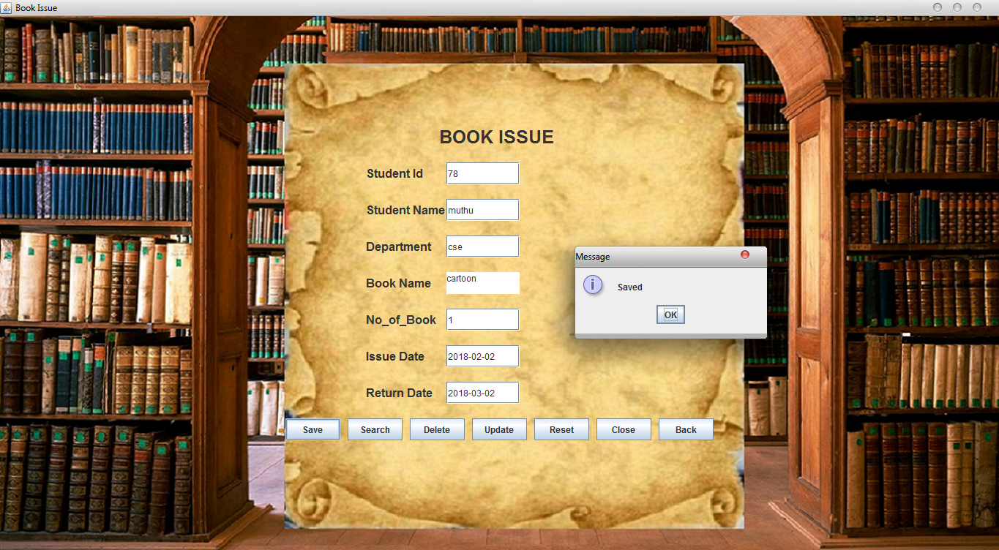 Book Issue
BOOK ISSUE
Student Id 78
Student Name muthu
Department cse
Message
Book Name cartoon
i Saved
OK
No_of_Book 1
Issue Date 2018-02-02
Return Date 2018-03-02
Save Search Delete Update Reset Close Back